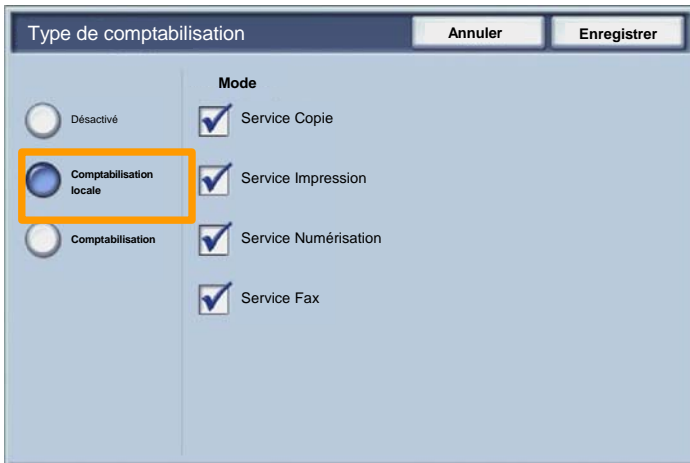 Type de comptabilisation
Annuler
Enregistrer
Mode
Désactivé
Comptabilisation
locale
Comptabilisation
Service Copie
Service Impression
Service Numérisation
Service Fax